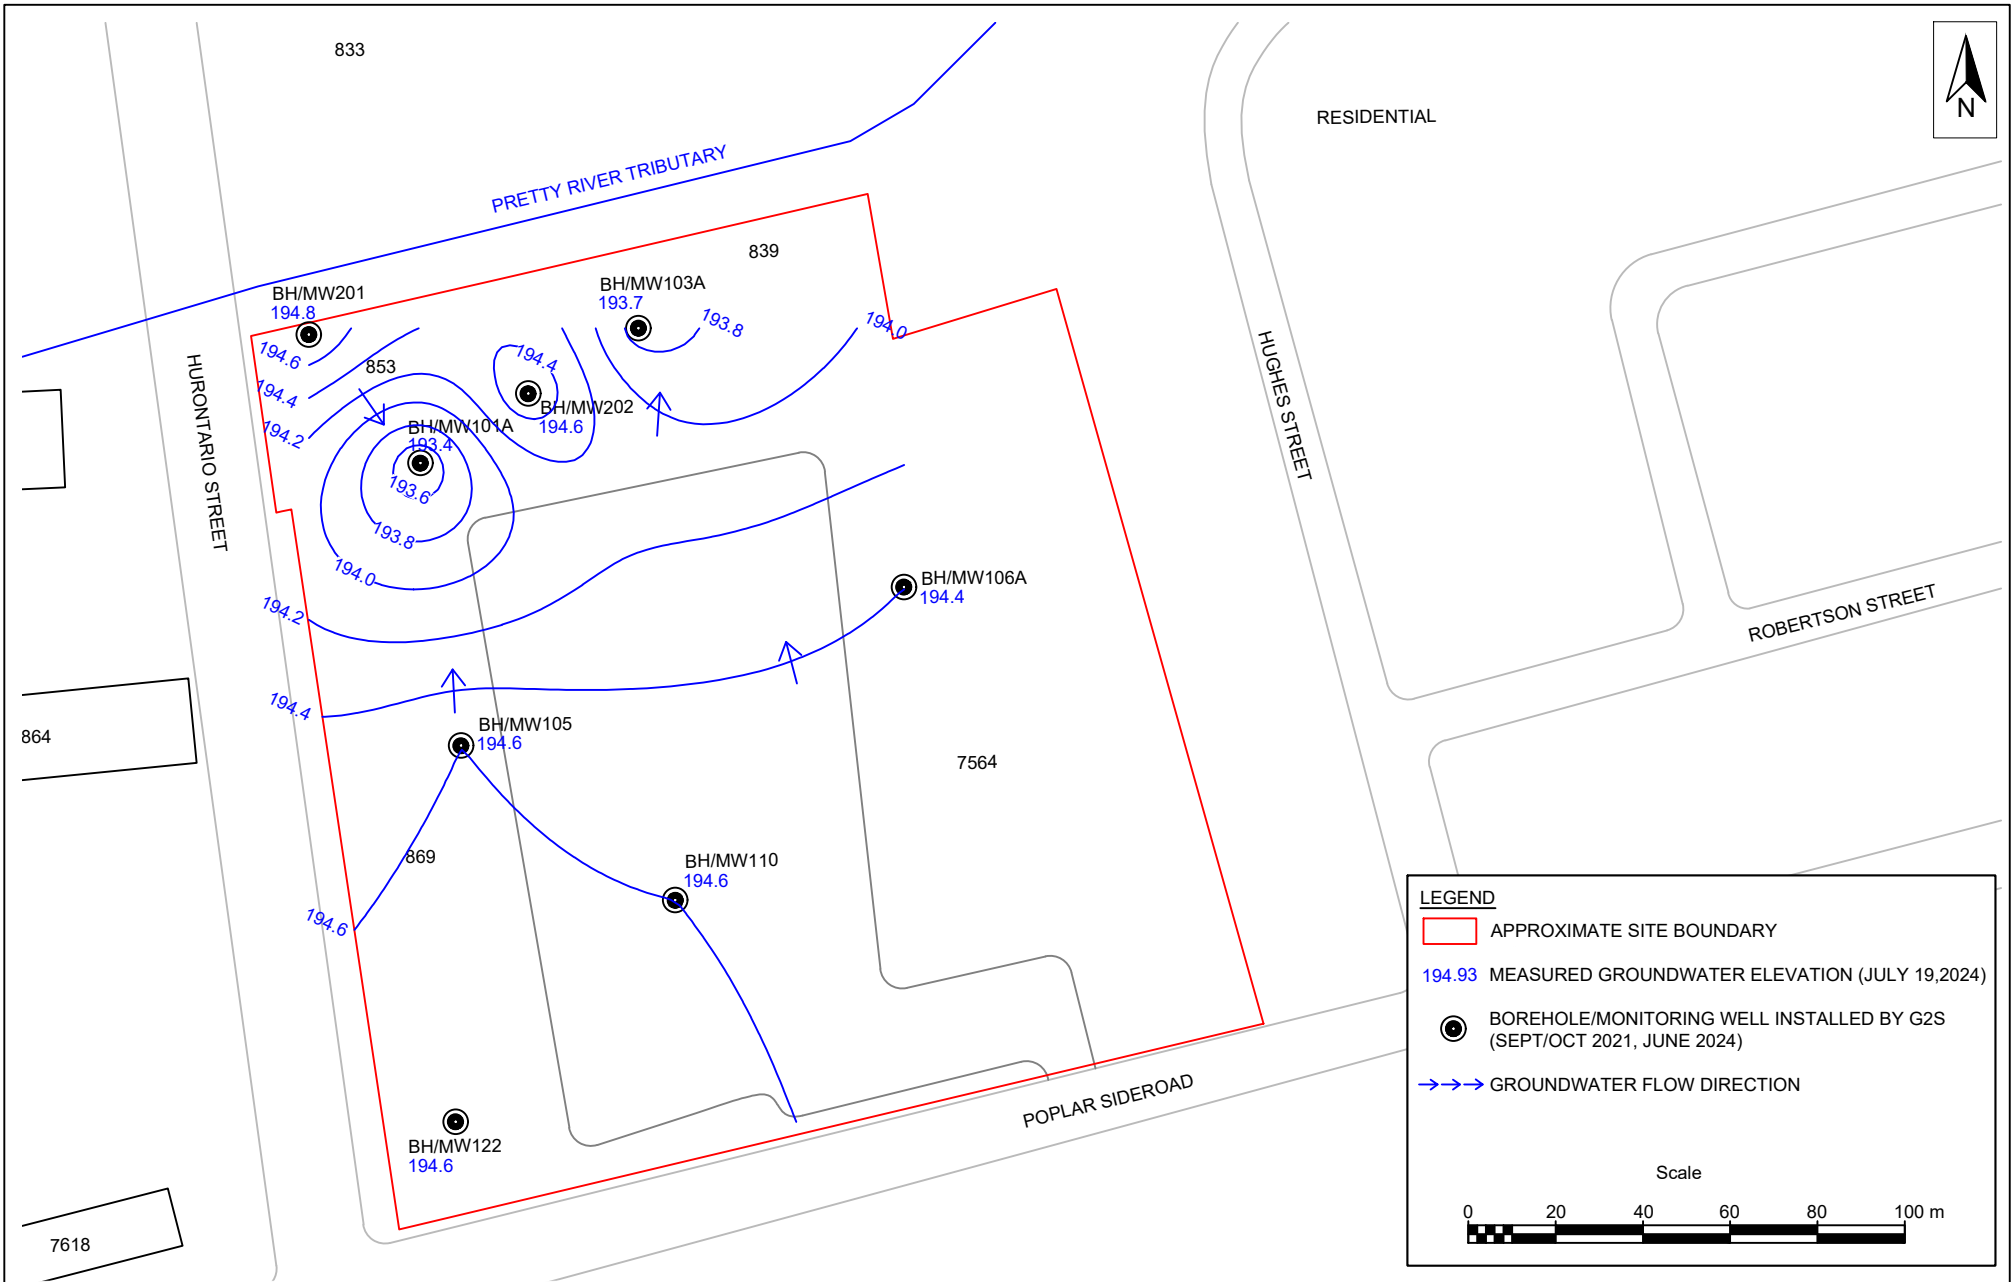 833
N
RESIDENTIAL
PRETTY RIVER TRIBUTARY
839
BH/MW201
194.8
BH/MW103A
193.7
193.8
194.0
194.6
853
194.4
194.4
194.2
BH/MW202
194.6
BH/MW101A
193.4
193.6
193.8
194.0
HURONTARIO STREET
HUGHES STREET
194.2
BH/MW106A
194.4
ROBERTSON STREET
194.4
BH/MW105
194.6
864
7564
869
BH/MW110
194.6
194.6
POPLAR SIDEROAD
BH/MW122
194.6
7618
LEGEND
APPROXIMATE SITE BOUNDARY
194.93 MEASURED GROUNDWATER ELEVATION (JULY 19,2024)
BOREHOLE/MONITORING WELL INSTALLED BY G2S
(SEPT/OCT 2021, JUNE 2024)
GROUNDWATER FLOW DIRECTION
Scale
0 20 40 60 80 100 m